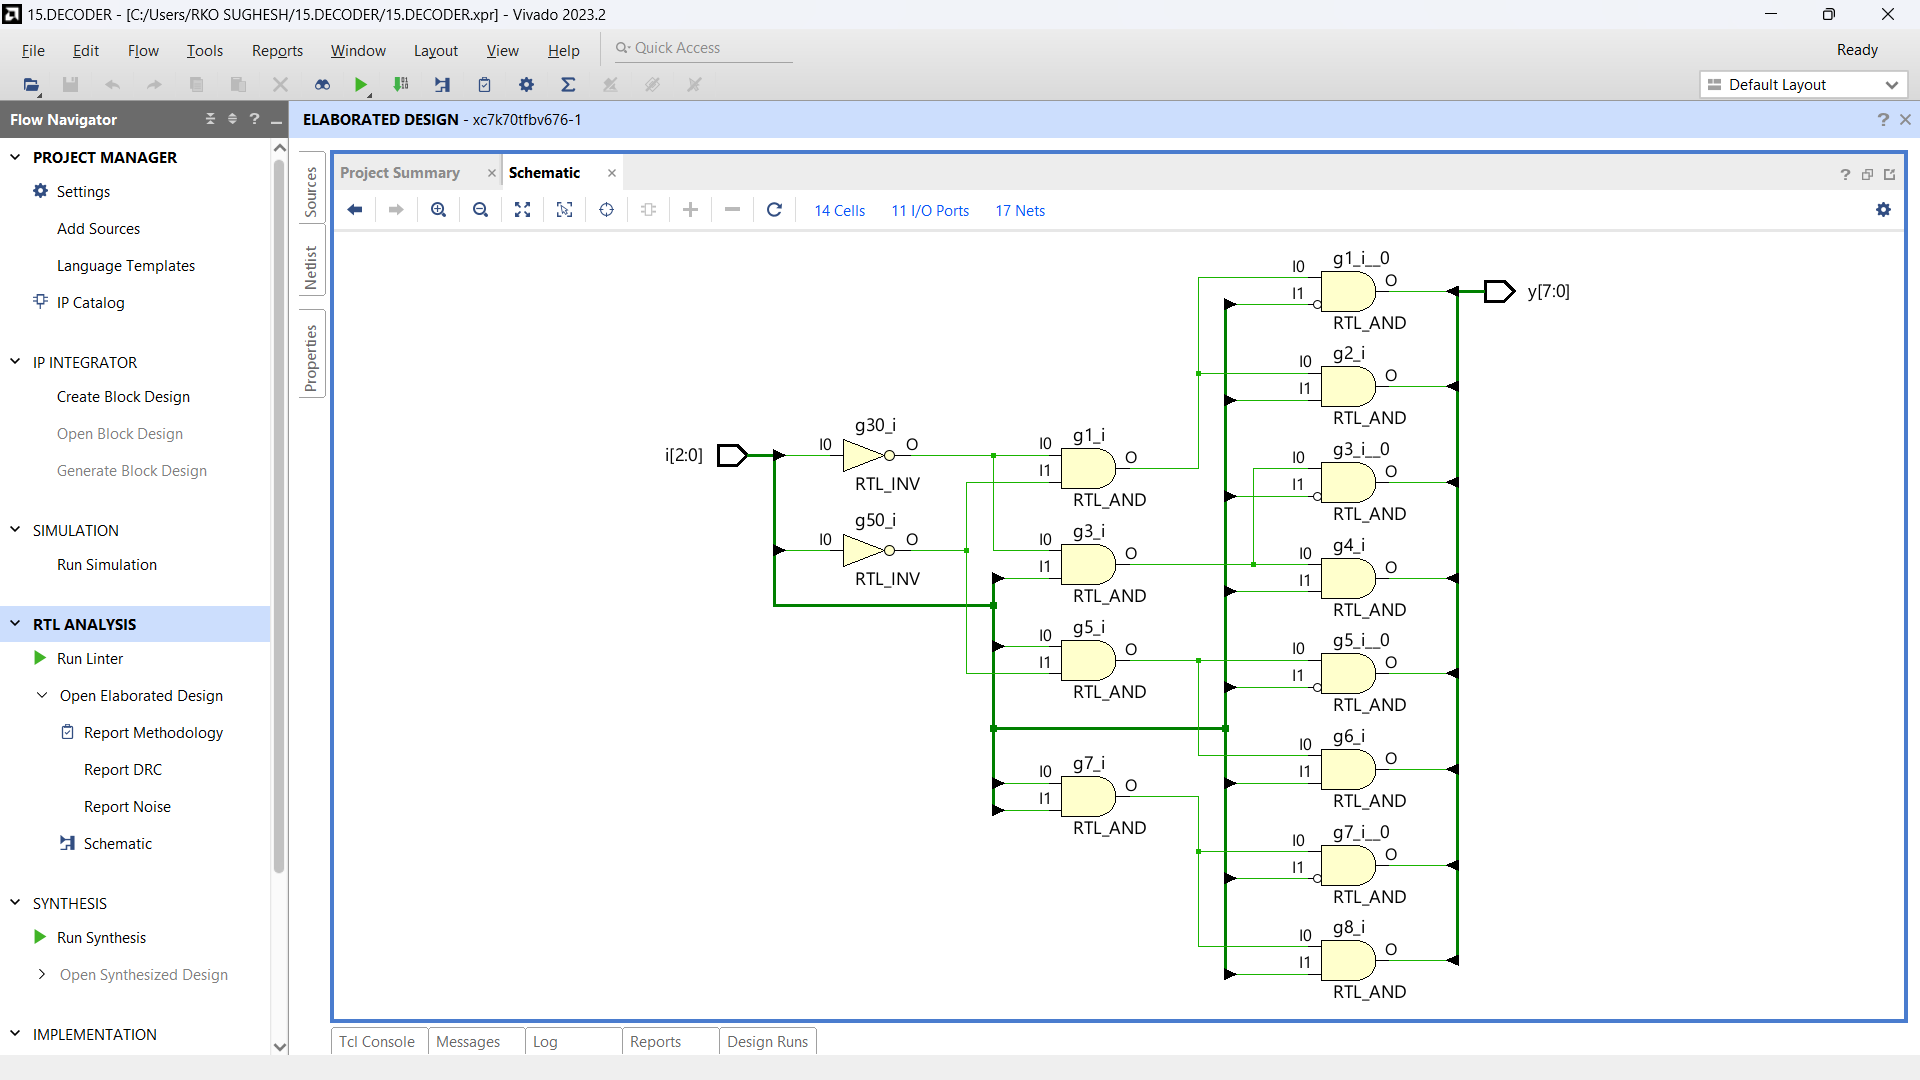 15.DECODER - [C:/Users/RKO SUGHESH/15.DECODER/15.DECODER.xpr] - Vivado 2023.2
File Edit Flow Tools Reports Window Layout View Help Quick Access Ready
Default Layout
Flow Navigator ?
ELABORATED DESIGN - xc7k70tfbv676-1 ?
PROJECT MANAGER
Settings
Add Sources
Language Templates
IP Catalog
IP INTEGRATOR
Create Block Design
Open Block Design
Generate Block Design
SIMULATION
Run Simulation
RTL ANALYSIS
Run Linter
Open Elaborated Design
Report Methodology
Report DRC
Report Noise
Schematic
SYNTHESIS
Run Synthesis
Open Synthesized Design
IMPLEMENTATION
Sources
Netlist
Properties
Project Summary Schematic ?
14 Cells 11 I/O Ports 17 Nets
i[2:0]
g30_i
I0 O
RTL_INV
g50_i
I0 O
RTL_INV
g1_i
I0 O
I1
RTL_AND
g3_i
I0 O
I1
RTL_AND
g5_i
I0 O
I1
RTL_AND
g7_i
I0 O
I1
RTL_AND
g1_i__0
I0 O
I1
RTL_AND
y[7:0]
g2_i
I0 O
I1
RTL_AND
g3_i__0
I0 O
I1
RTL_AND
g4_i
I0 O
I1
RTL_AND
g5_i__0
I0 O
I1
RTL_AND
g6_i
I0 O
I1
RTL_AND
g7_i__0
I0 O
I1
RTL_AND
g8_i
I0 O
I1
RTL_AND
Tcl Console Messages Log Reports Design Runs